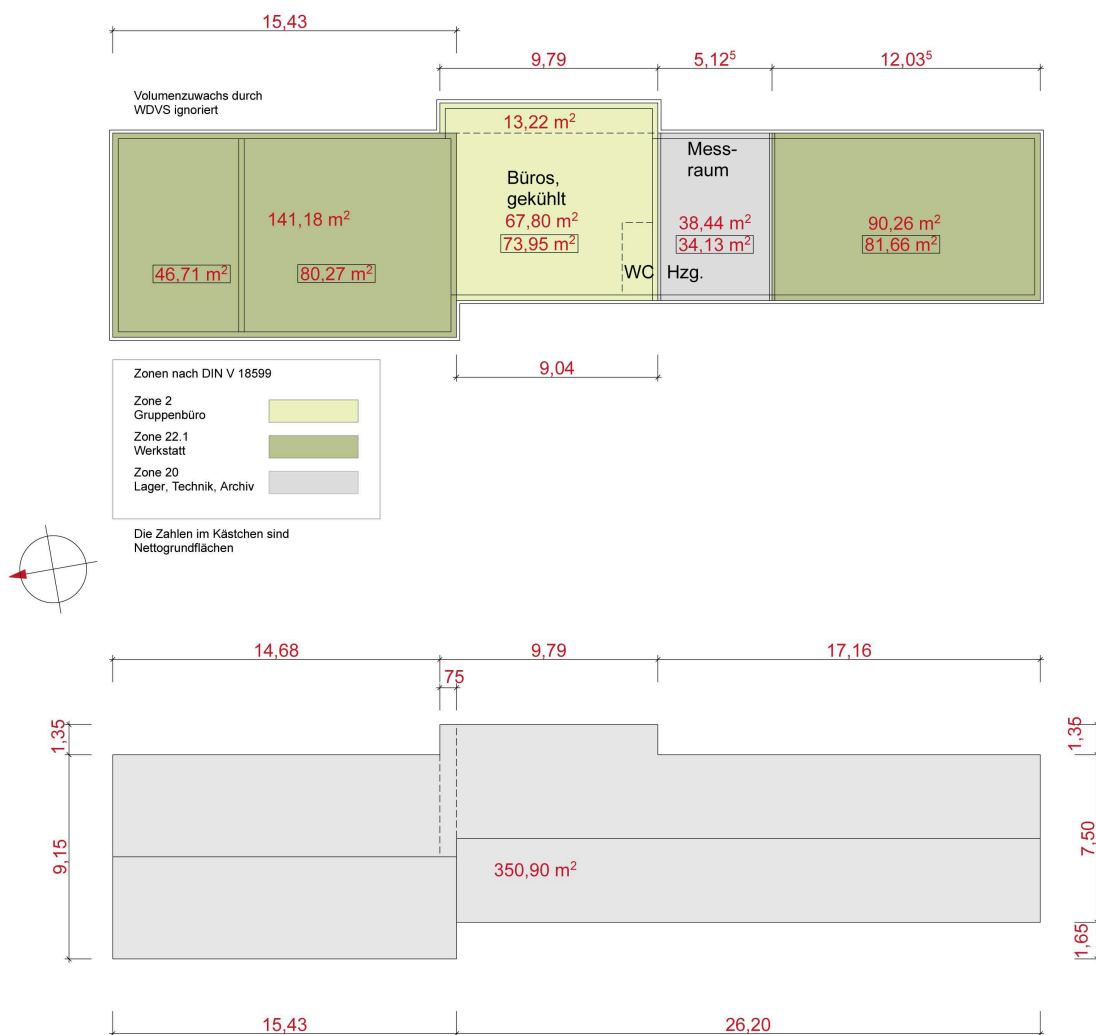 15,43
9,79
5,12⁵
12,03⁵
Volumenzuwachs durch
WDVS ignoriert
13,22 m²
Mess-
raum
Büros,
gekühlt
141,18 m²
67,80 m²
38,44 m²
90,26 m²
73,95 m²
34,13 m²
81,66 m²
46,71 m²
80,27 m²
WC
Hzg.
9,04
Zonen nach DIN V 18599
Zone 2
Gruppenbüro
Zone 22.1
Werkstatt
Zone 20
Lager, Technik, Archiv
Die Zahlen im Kästchen sind
Nettogrundflächen
14,68
9,79
17,16
75
1,35
1,35
9,15
7,50
350,90 m²
1,65
15,43
26,20